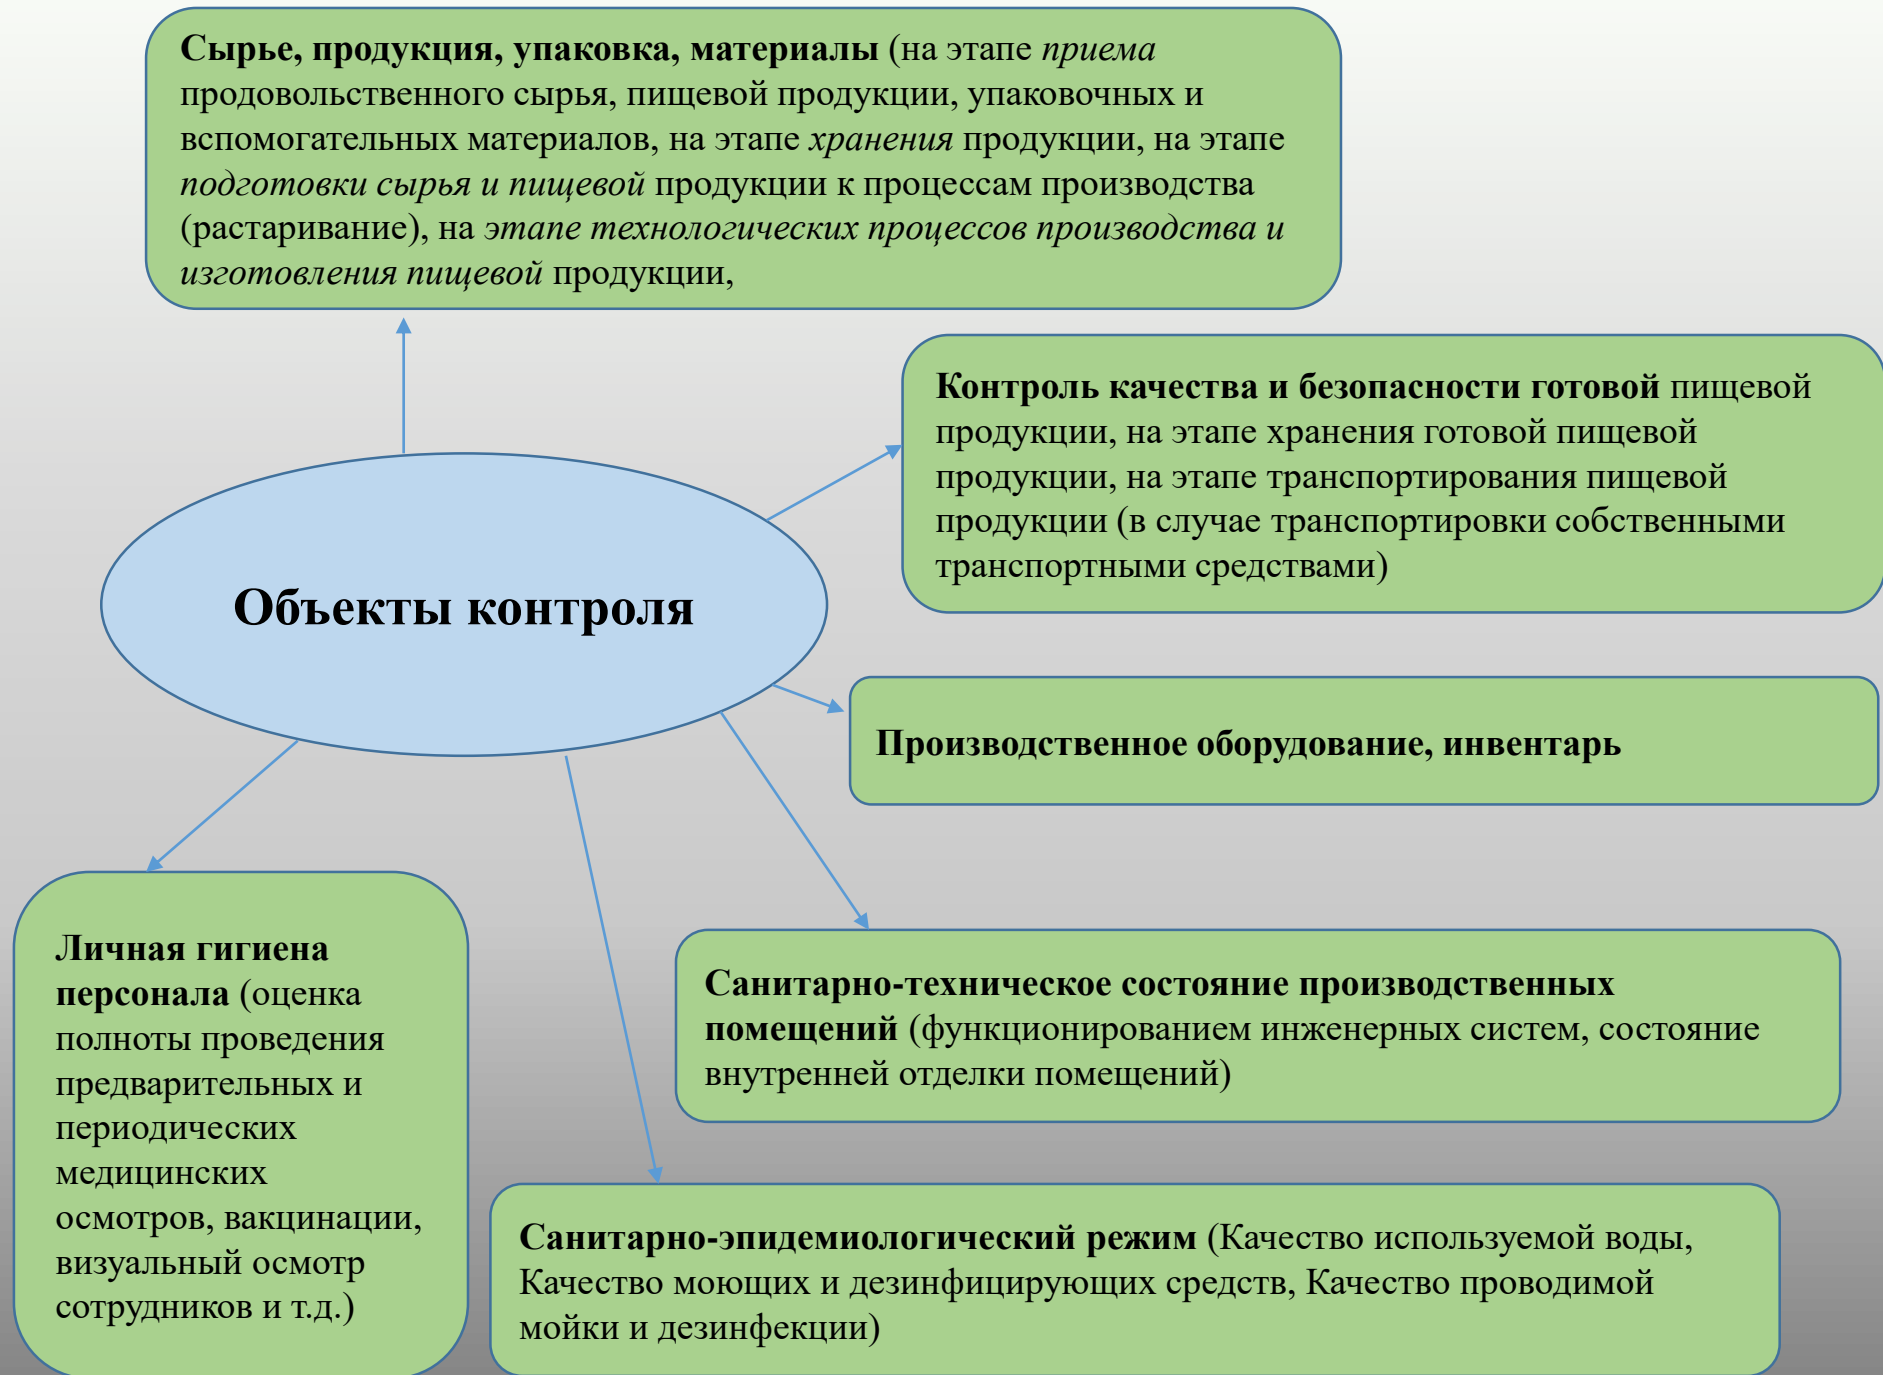 Сырье, продукция, упаковка, материалы (на этапе приема
продовольственного сырья, пищевой продукции, упаковочных и
вспомогательных материалов, на этапе хранения продукции, на этапе
подготовки сырья и пищевой продукции к процессам производства
(растаривание), на этапе технологических процессов производства и
изготовления пищевой продукции,
Контроль качества и безопасности готовой пищевой
продукции, на этапе хранения готовой пищевой
продукции, на этапе транспортирования пищевой
продукции (в случае транспортировки собственными
транспортными средствами)
Объекты контроля
Производственное оборудование, инвентарь
Личная гигиена
персонала (оценка
полноты проведения
предварительных и
периодических
медицинских
осмотров, вакцинации,
визуальный осмотр
сотрудников и т.д.)
Санитарно-техническое состояние производственных
помещений (функционированием инженерных систем, состояние
внутренней отделки помещений)
Санитарно-эпидемиологический режим (Качество используемой воды,
Качество моющих и дезинфицирующих средств, Качество проводимой
мойки и дезинфекции)